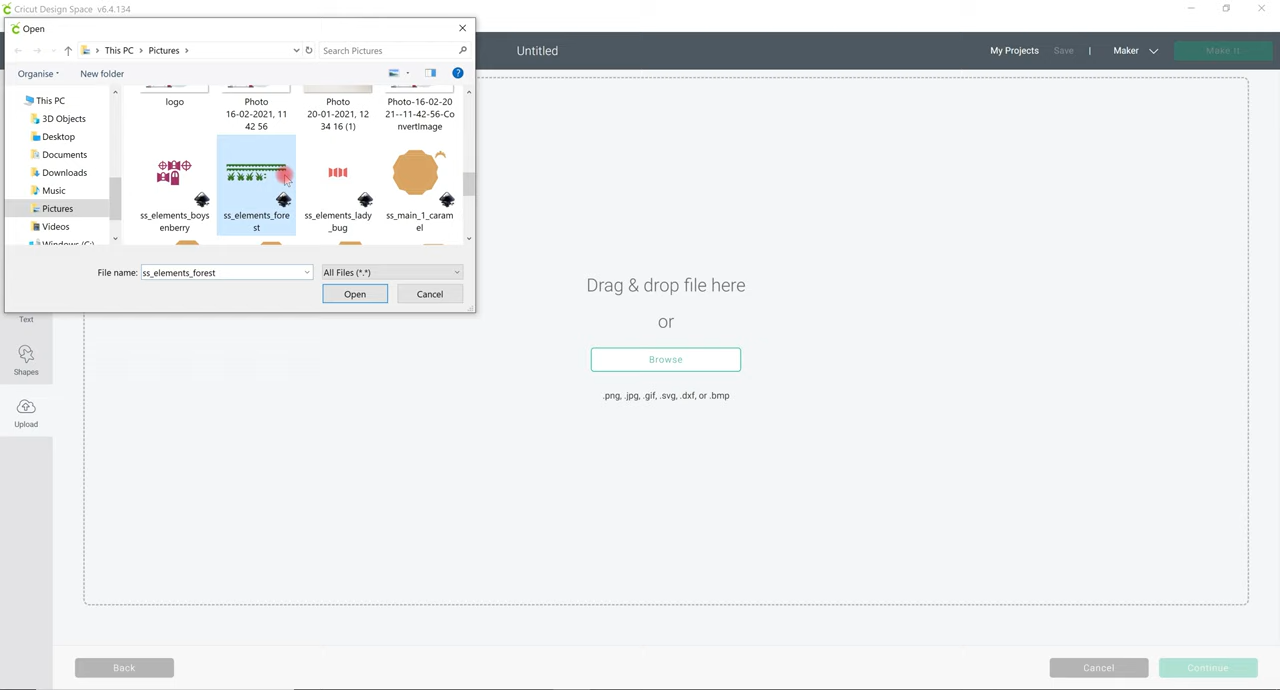 Cricut Design Space v6.4.134
Open
This PC > Pictures >
Search Pictures
Untitled
My Projects
Save
|
Maker
Make It
Organise
New folder
This PC
3D Objects
Desktop
Documents
Downloads
Music
Pictures
Videos
Windows (C:)
logo
Photo
16-02-2021, 11
42 56
Photo
20-01-2021, 12
34 16 (1)
Photo-16-02-20
21--11-42-56-Co
nvertImage
ss_elements_boys
enberry
ss_elements_fore
st
ss_elements_lady
_bug
ss_main_1_caram
el
File name:
ss_elements_forest
All Files (*.*)
Open
Cancel
Text
Shapes
Upload
Drag & drop file here
or
Browse
.png, .jpg, .gif, .svg, .dxf, or .bmp
Back
Cancel
Continue